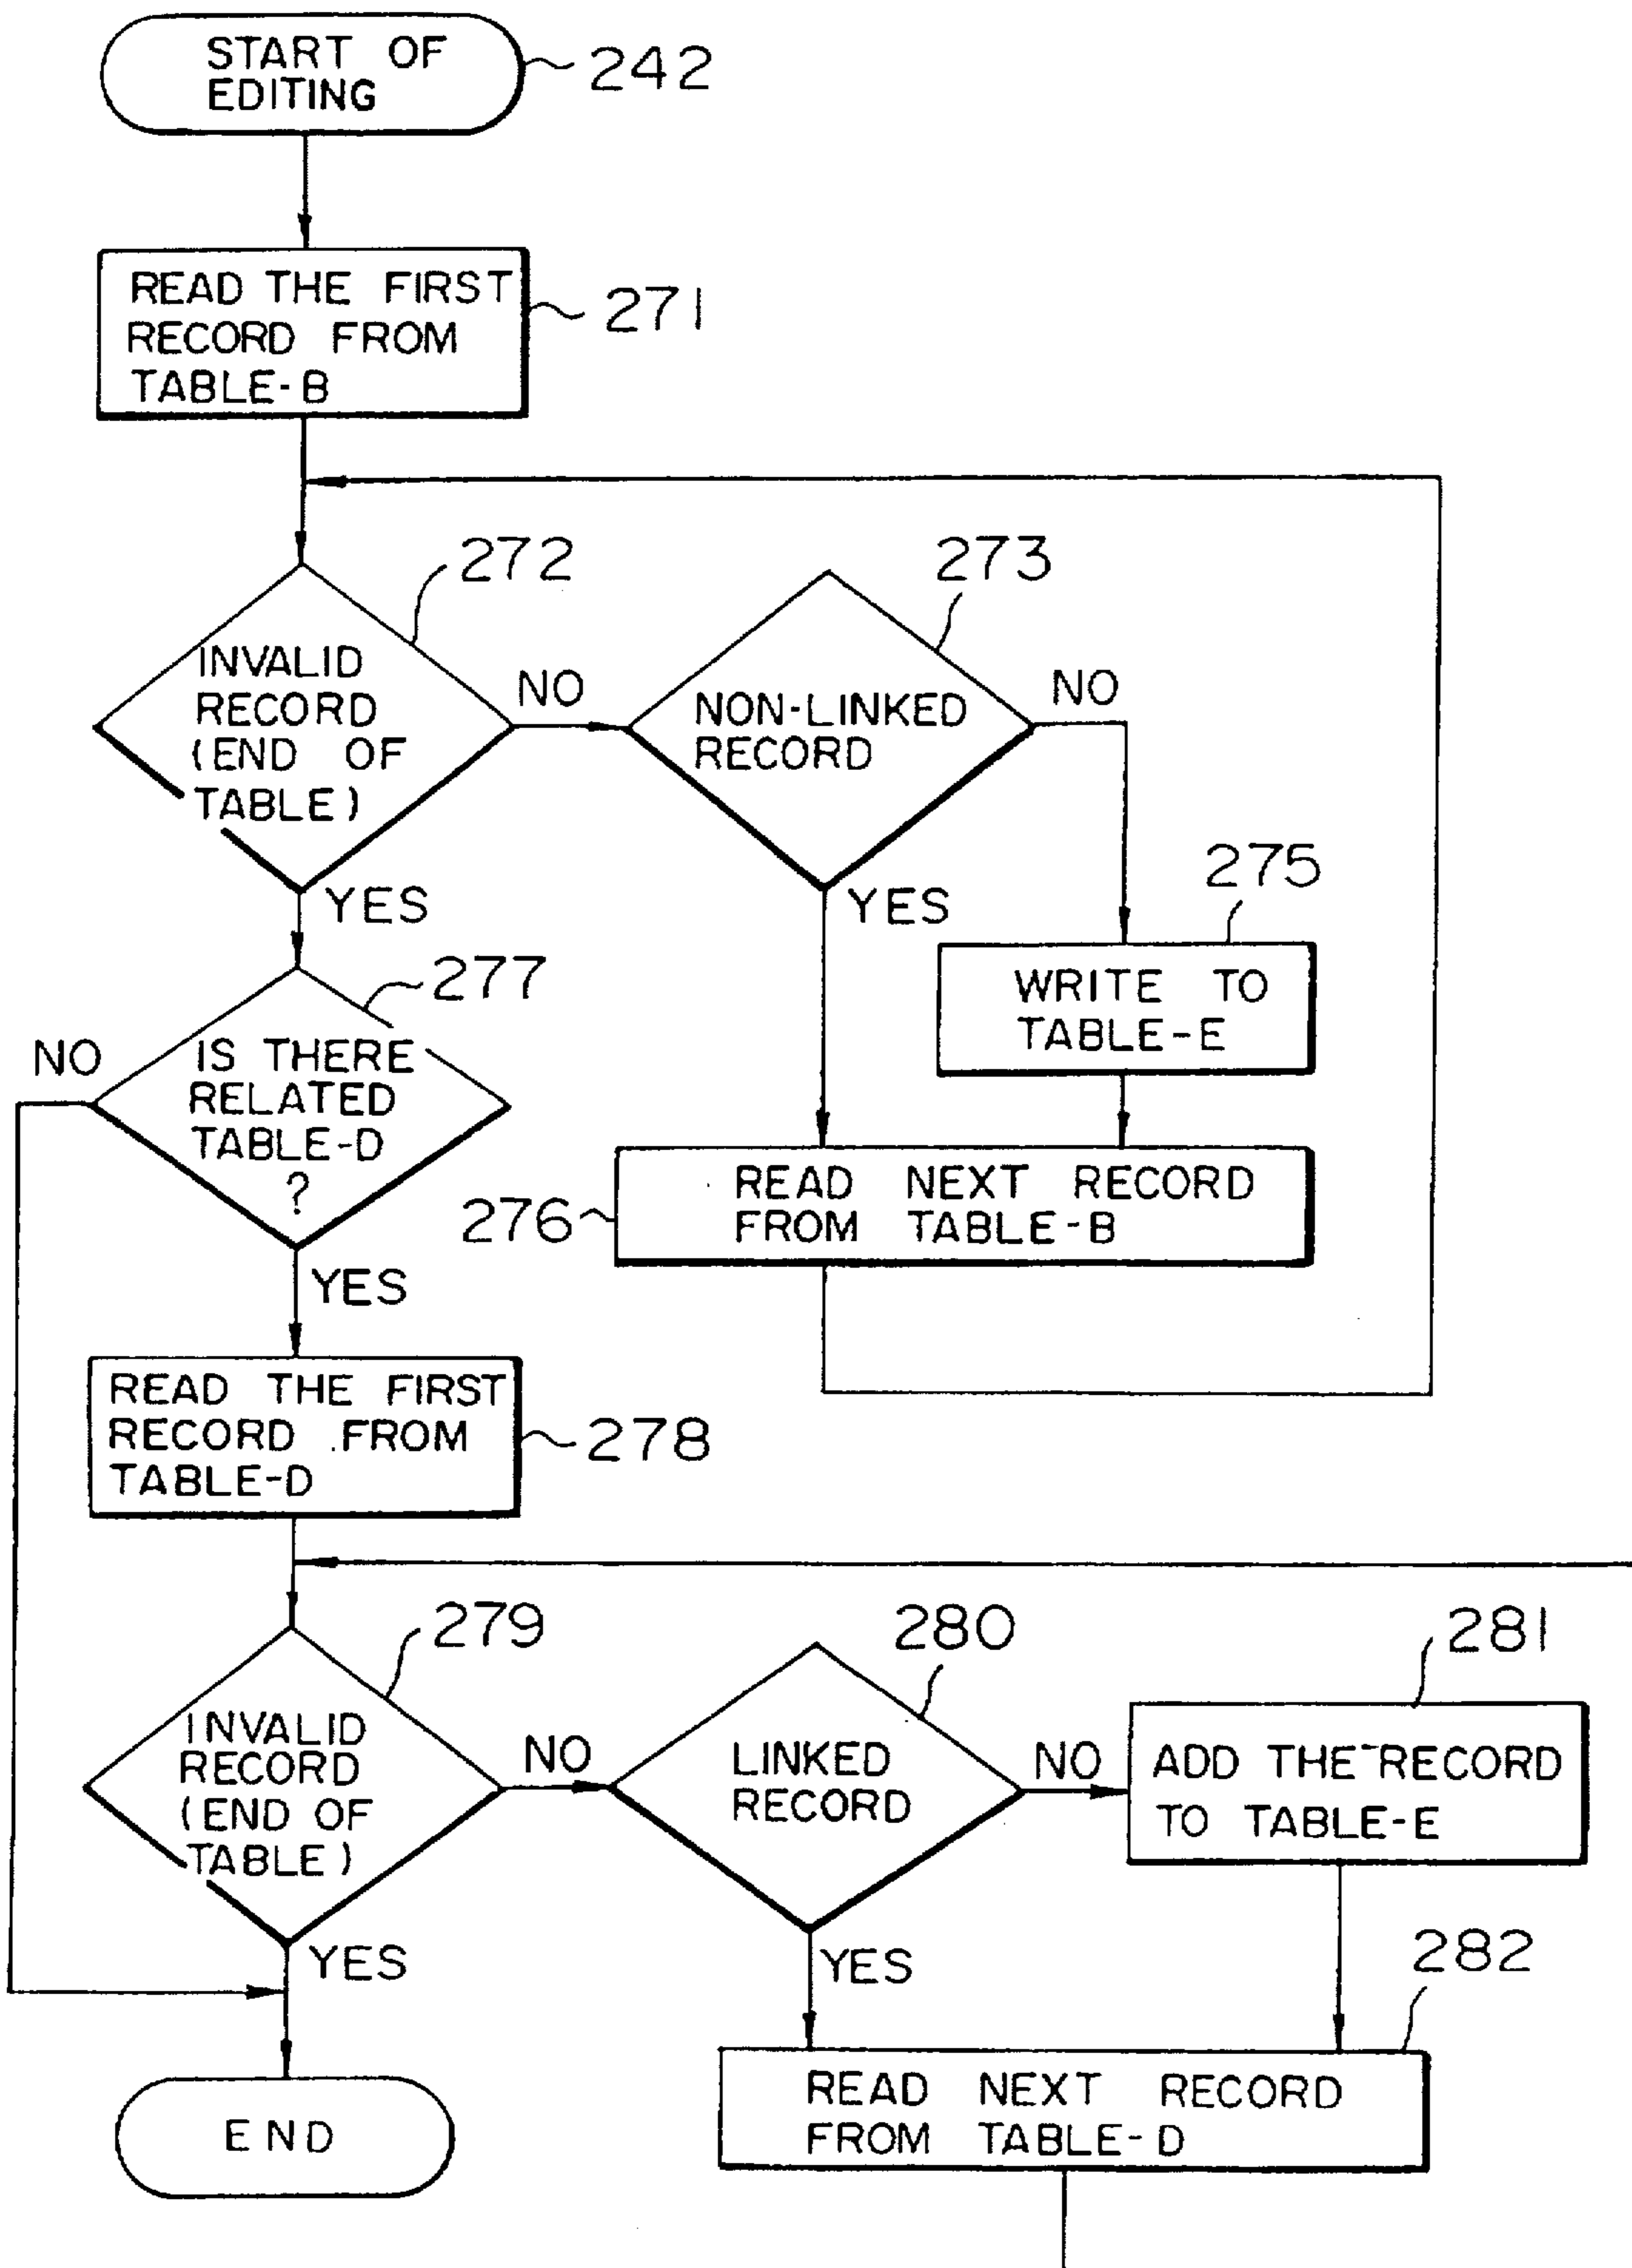 START OF
EDITING
242
READ THE FIRST
RECORD FROM
TABLE-B
271
272
273
INVALID
RECORD
(END OF
TABLE)
NO
NON-LINKED
RECORD
NO
YES
YES
275
WRITE TO
TABLE-E
277
NO
IS THERE
RELATED
TABLE-D
?
276
READ NEXT RECORD
FROM TABLE-B
YES
READ THE FIRST
RECORD FROM
TABLE-D
278
279
280
281
INVALID
RECORD
(END OF
TABLE)
NO
LINKED
RECORD
NO
ADD THE RECORD
TO TABLE-E
YES
YES
282
READ NEXT RECORD
FROM TABLE-D
END